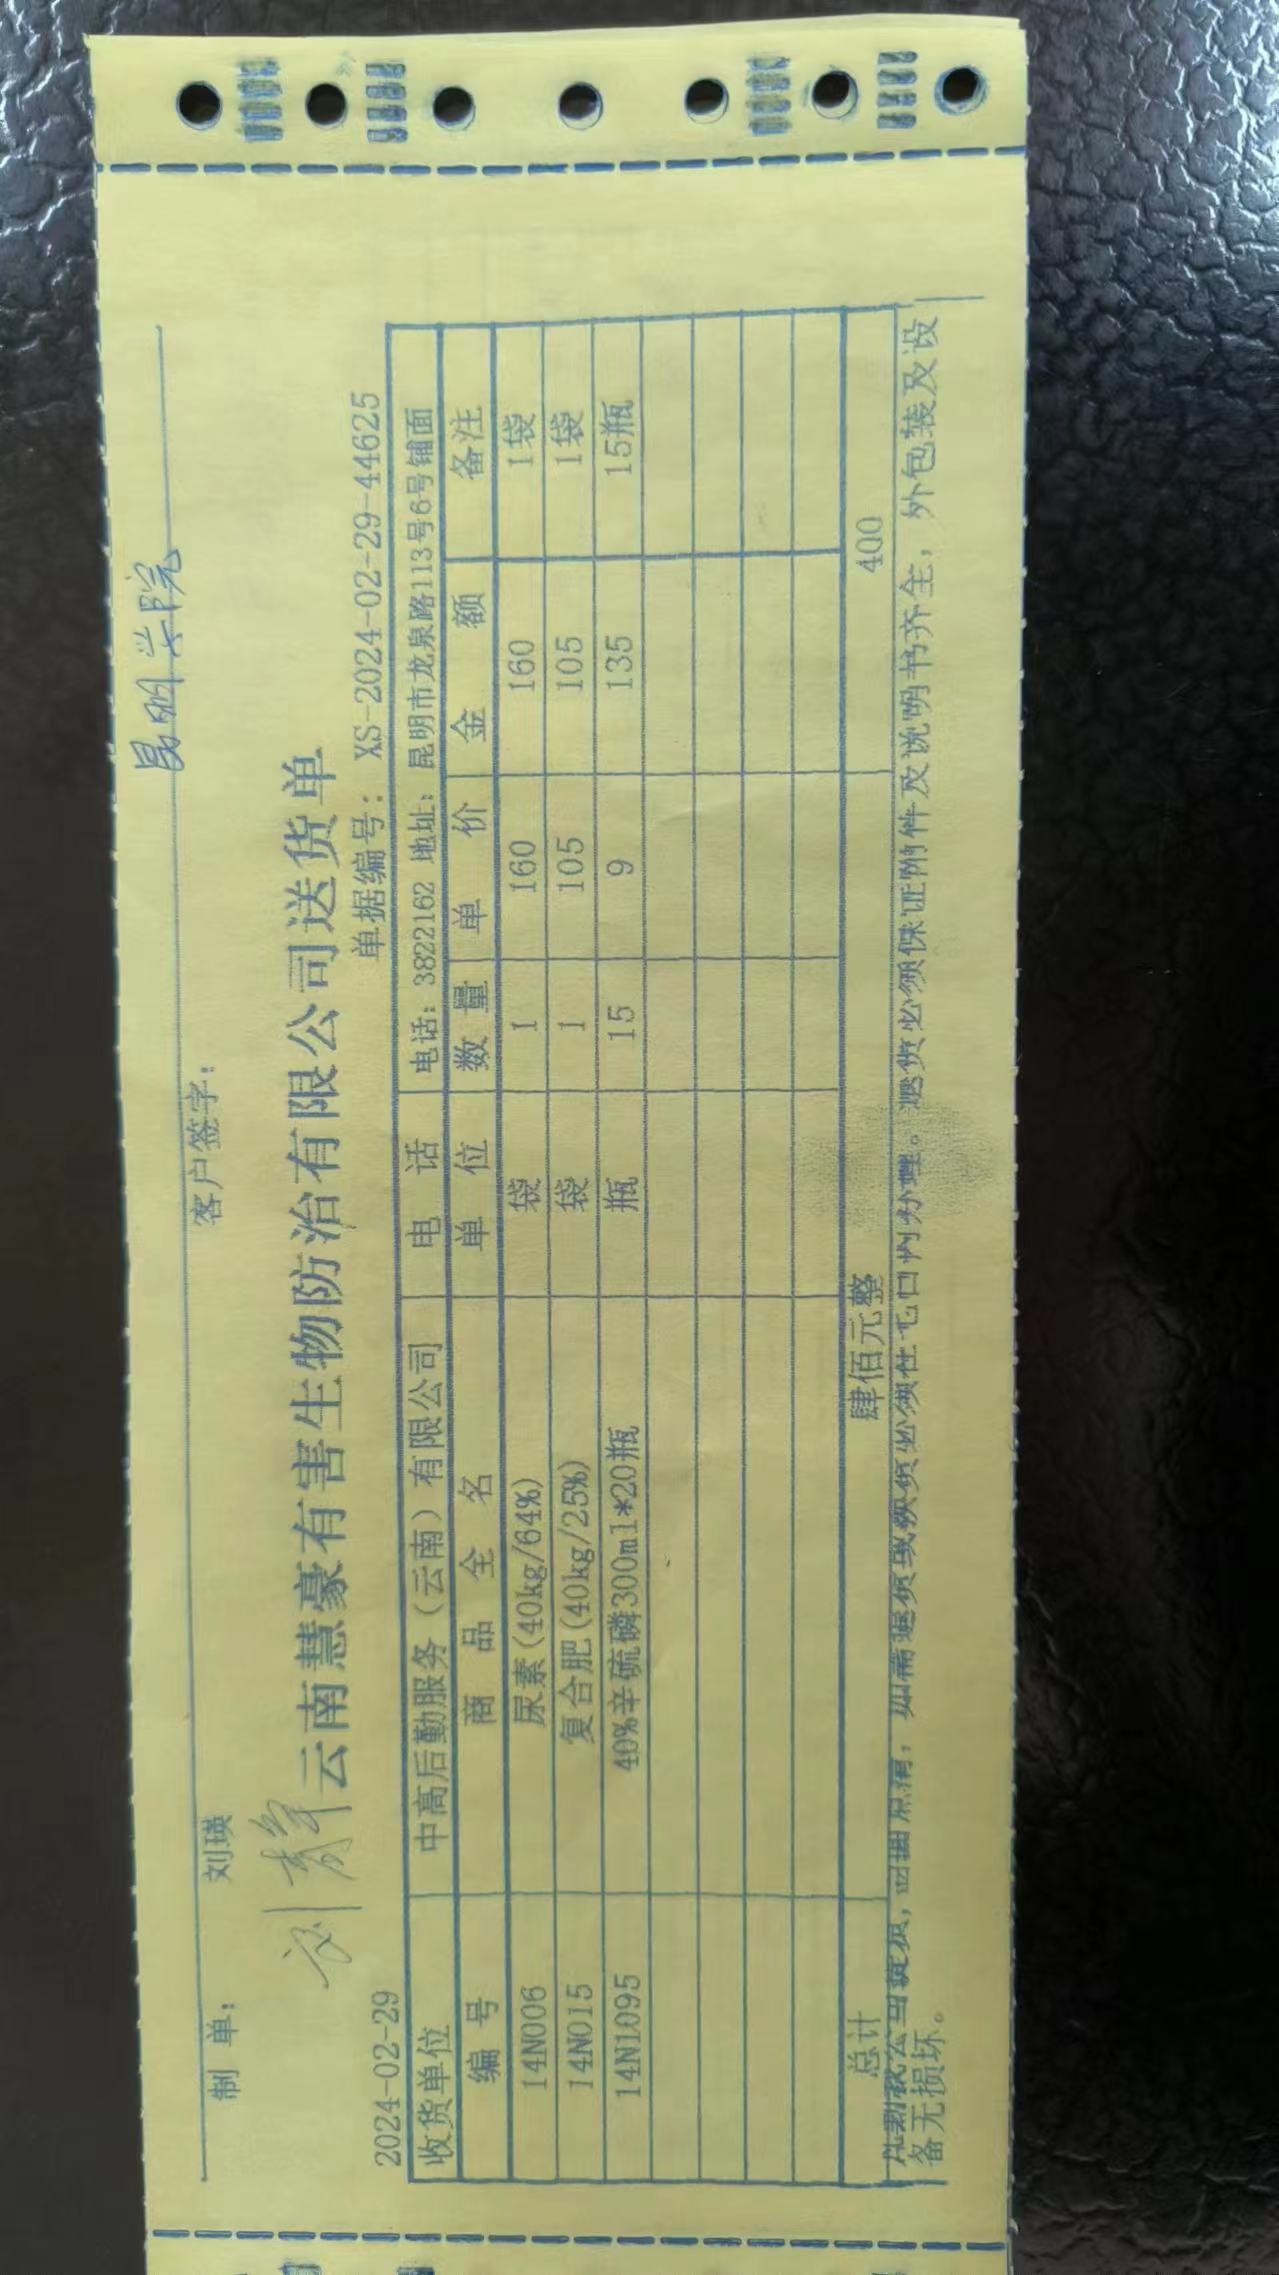 制 单： 刘瑛 客户签字： 昆明学院
云南慧豪有害生物防治有限公司送货单
2024-02-29 单据编号： XS-2024-02-29-44625
收货单位 中高后勤服务（云南）有限公司 电 话 电话：3822162 地址：昆明市龙泉路113号6号铺面
编 号 商 品 全 名 单 位 数 量 单 价 金 额 备注
14N006 尿素(40kg/64%) 袋 1 160 160 1袋
14N015 复合肥(40kg/25%) 袋 1 105 105 1袋
14N1095 40%辛硫磷300ml*20瓶 瓶 15 9 135 15瓶
总计 肆佰元整 400
如需退货或换货必须在七日内办理。退货必须保证附件及说明书齐全，外包装及设
备无损坏。